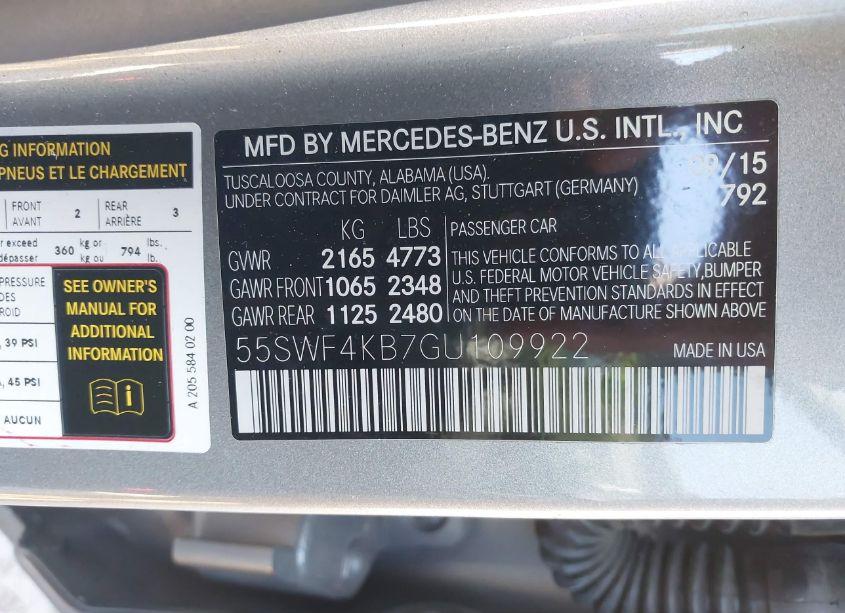 G INFORMATION
PNEUS ET LE CHARGEMENT
FRONT 2 REAR 3
AVANT ARRIÈRE
er exceed 360 kg or 794 lbs.
dépasser kg ou lb.
PRESSURE
DES
ROID
39 PSI
45 PSI
AUCUN
SEE OWNER'S
MANUAL FOR
ADDITIONAL
INFORMATION
A 205 584 02 00
MFD BY MERCEDES-BENZ U.S. INTL., INC
TUSCALOOSA COUNTY, ALABAMA (USA). 09/15
UNDER CONTRACT FOR DAIMLER AG, STUTTGART (GERMANY) 792
KG LBS
GVWR 2165 4773
GAWR FRONT 1065 2348
GAWR REAR 1125 2480
PASSENGER CAR
THIS VEHICLE CONFORMS TO ALL APPLICABLE
U.S. FEDERAL MOTOR VEHICLE SAFETY,BUMPER
AND THEFT PREVENTION STANDARDS IN EFFECT
ON THE DATE OF MANUFACTURE SHOWN ABOVE
55SWF4KB7GU109922
MADE IN USA